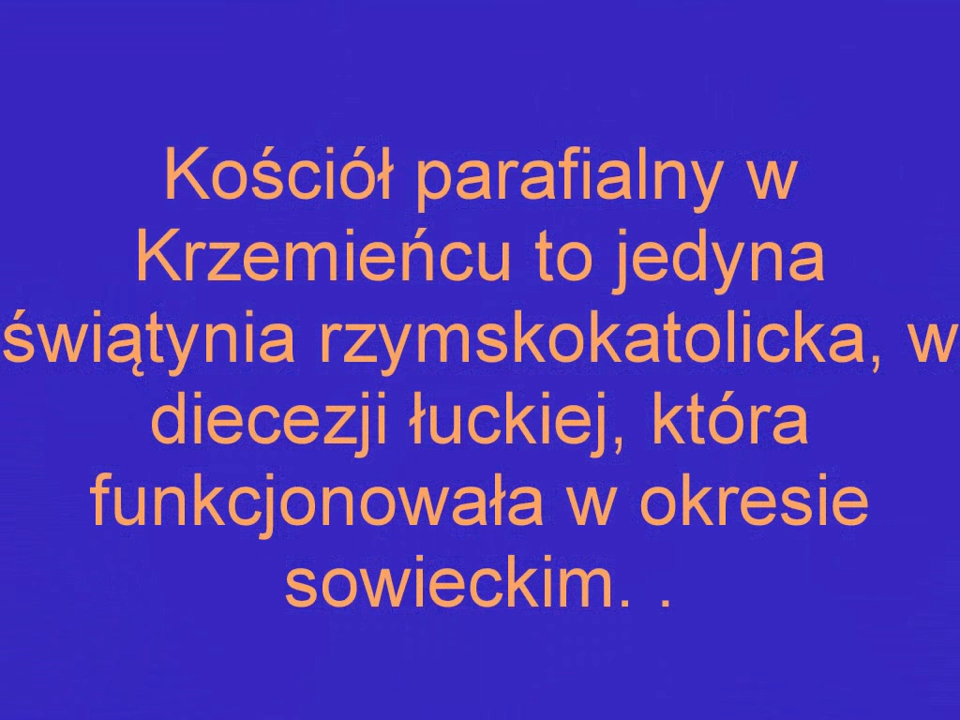 Kościół parafialny w
Krzemieńcu to jedyna
świątynia rzymskokatolicka, w
diecezji łuckiej, która
funkcjonowała w okresie
sowieckim. .